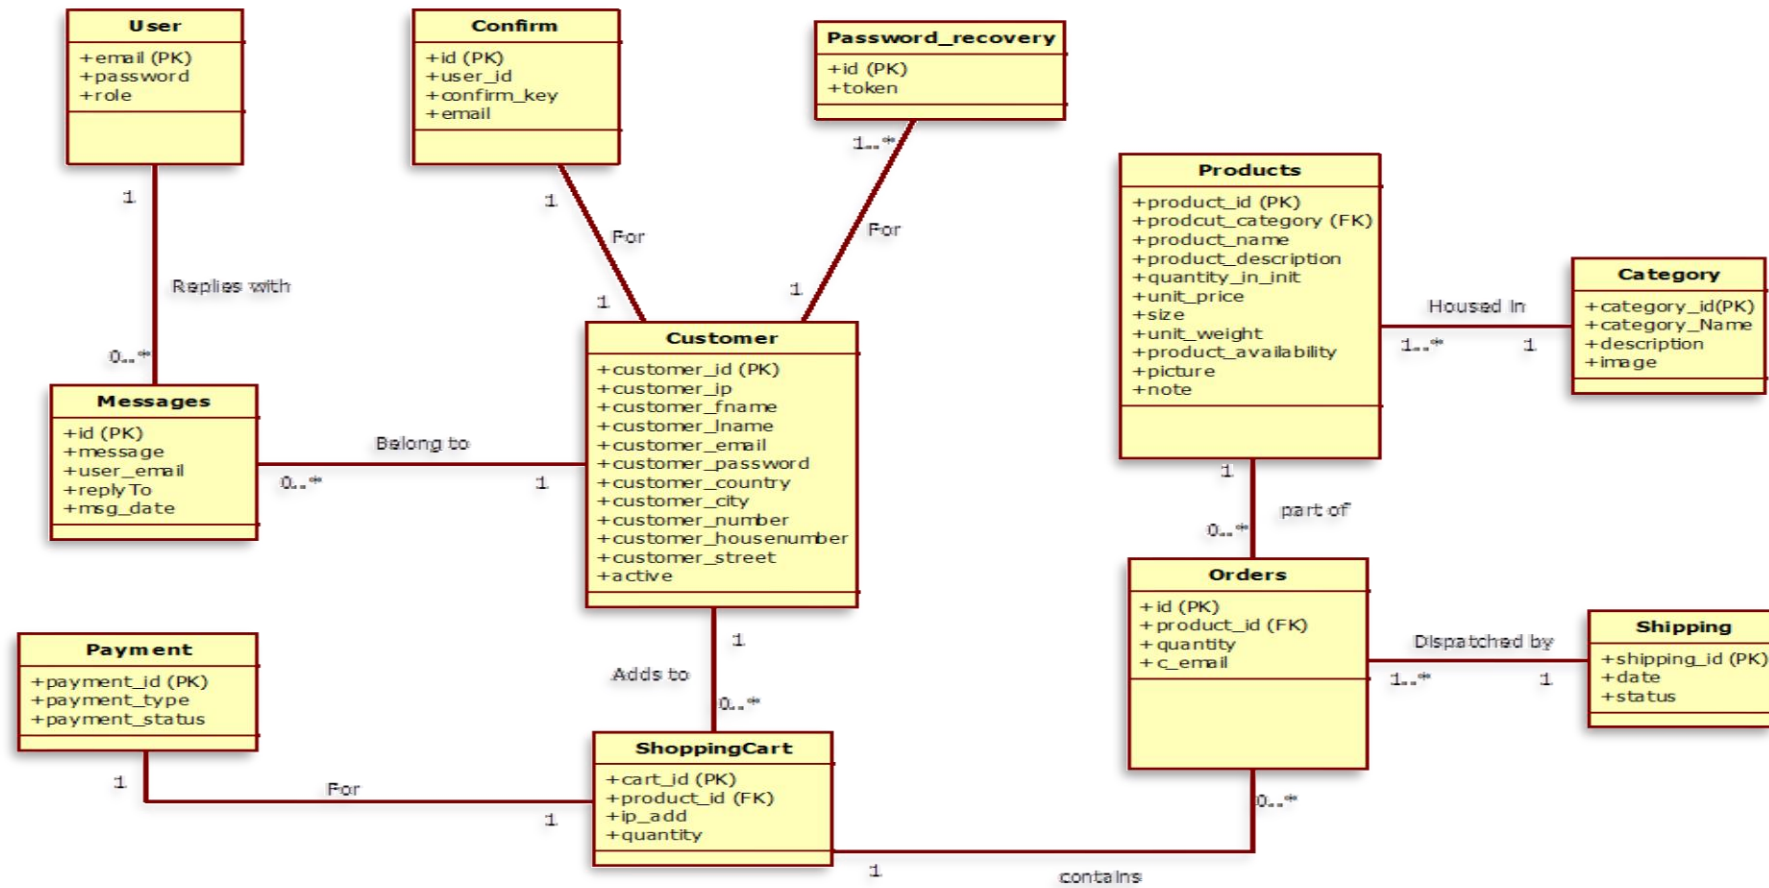 User
+email (PK)
+password
+role
Confirm
+id (PK)
+user_id
+confirm_key
+email
Password_recovery
+id (PK)
+token
1
1
1..*
For
For
1
1
Replies with
0..*
Products
+product_id (PK)
+prodcut_category (FK)
+product_name
+product_description
+quantity_in_init
+unit_price
+size
+unit_weight
+product_availability
+picture
+note
Housed In
1..*
1
Category
+category_id(PK)
+category_Name
+description
+image
Messages
+id (PK)
+message
+user_email
+replyTo
+msg_date
Belong to
0..*
1
Customer
+customer_id (PK)
+customer_ip
+customer_fname
+customer_lname
+customer_email
+customer_password
+customer_country
+customer_city
+customer_number
+customer_housenumber
+customer_street
+active
1
part of
0..*
Orders
+id (PK)
+product_id (FK)
+quantity
+c_email
Dispatched by
1..*
1
Shipping
+shipping_id (PK)
+date
+status
1
Adds to
0..*
Payment
+payment_id (PK)
+payment_type
+payment_status
1
For
1
ShoppingCart
+cart_id (PK)
+product_id (FK)
+ip_add
+quantity
0..*
1
contains